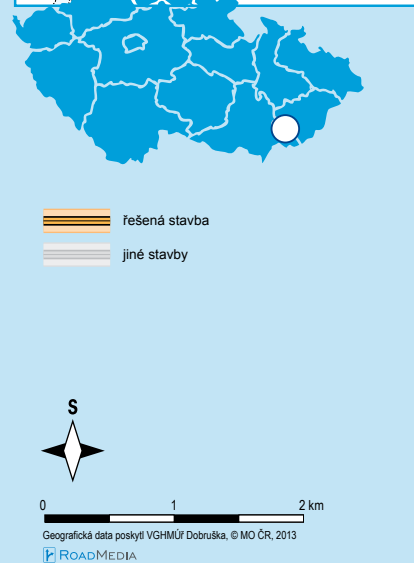 řešená stavba
jiné stavby
S
0 1 2 km
Geografická data poskytl VGHMÚř Dobruška, © MO ČR, 2013
ROADMEDIA